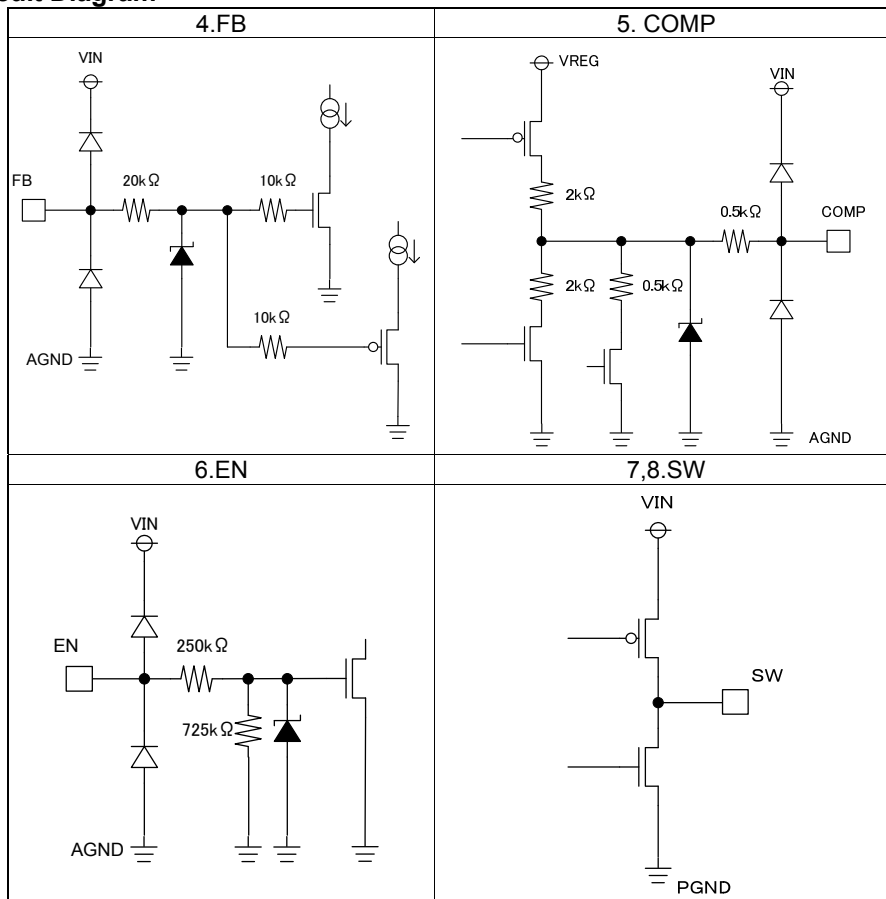 4.FB
5. COMP
VIN
FB
20kΩ
10kΩ
10kΩ
AGND
VREG
VIN
2kΩ
0.5kΩ
COMP
2kΩ
0.5kΩ
AGND
6.EN
7,8.SW
VIN
EN
250kΩ
725kΩ
AGND
VIN
SW
PGND